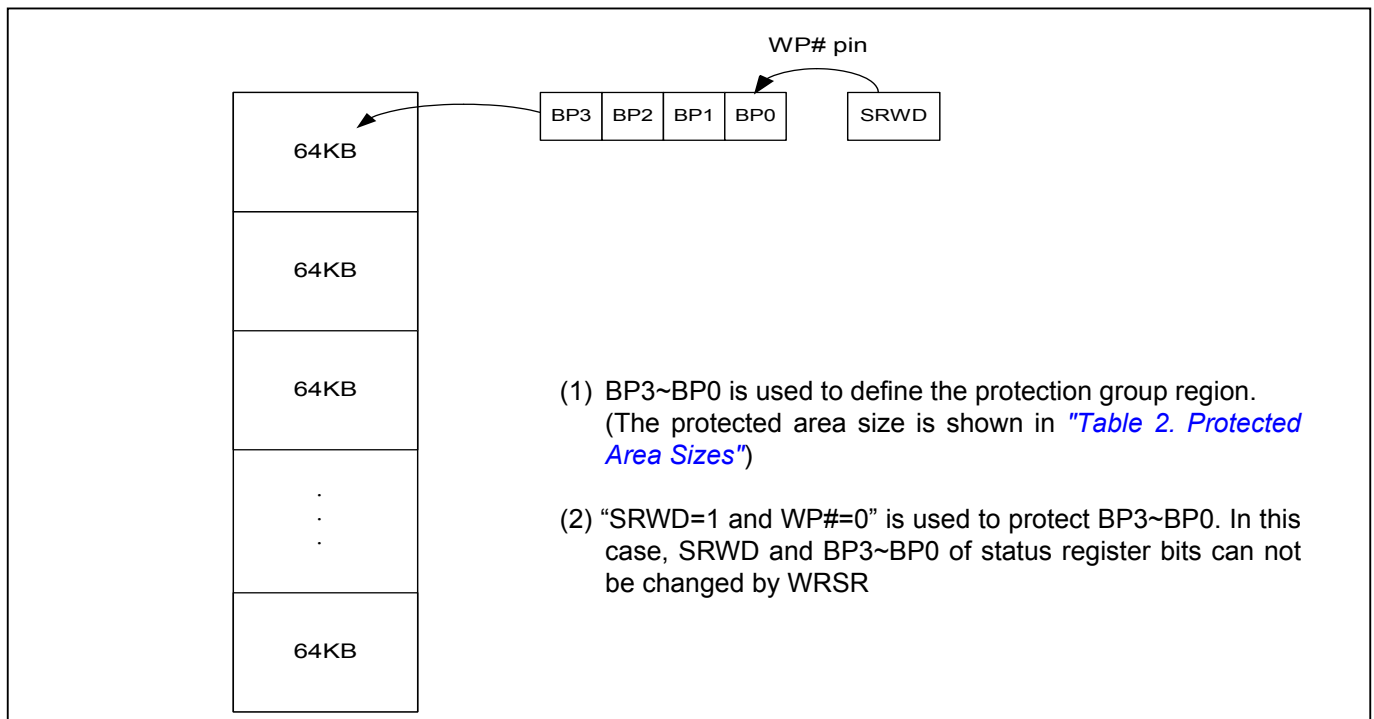 WP# pin
BP3 BP2 BP1 BP0 SRWD
64KB
64KB
64KB
.
.
.
64KB
(1) BP3~BP0 is used to define the protection group region.
(The protected area size is shown in "Table 2. Protected
Area Sizes")
(2) “SRWD=1 and WP#=0” is used to protect BP3~BP0. In this
case, SRWD and BP3~BP0 of status register bits can not
be changed by WRSR